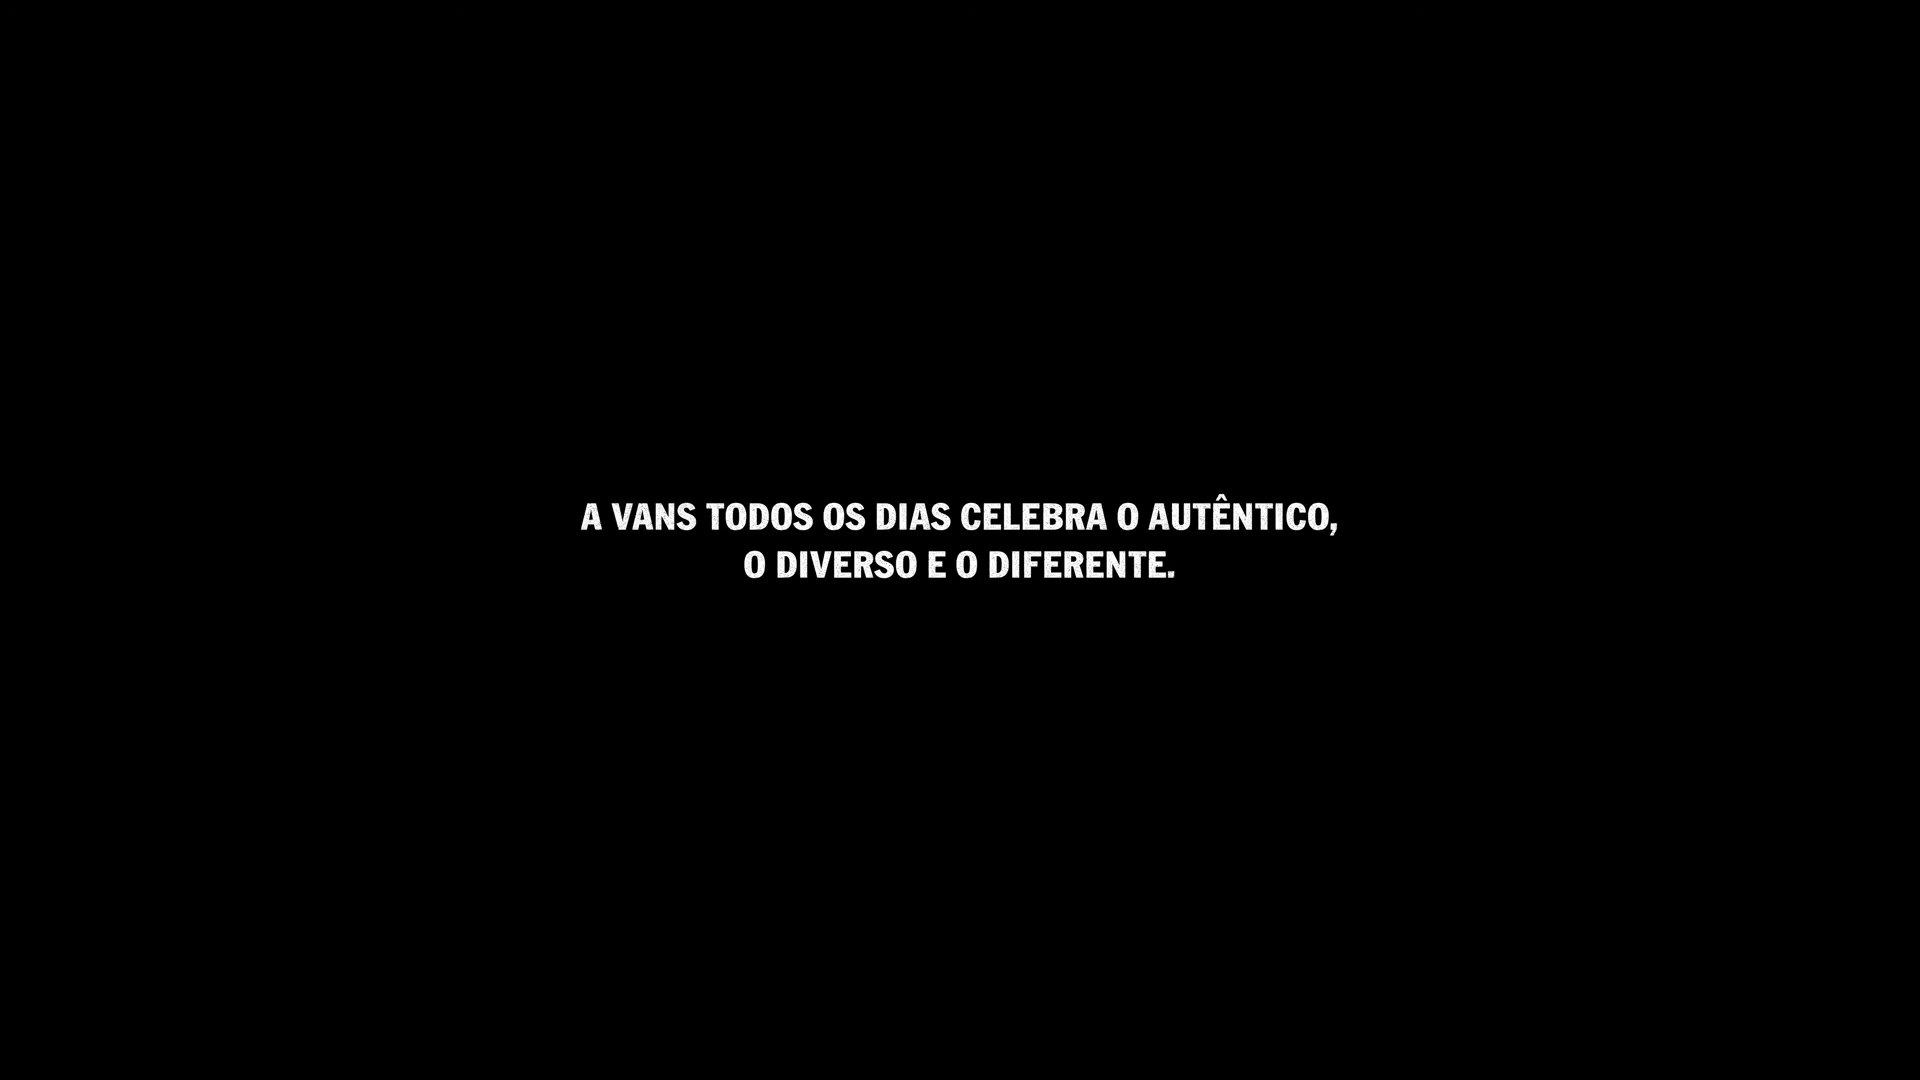 A VANS TODOS OS DIAS CELEBRA O AUTÊNTICO,
O DIVERSO E O DIFERENTE.